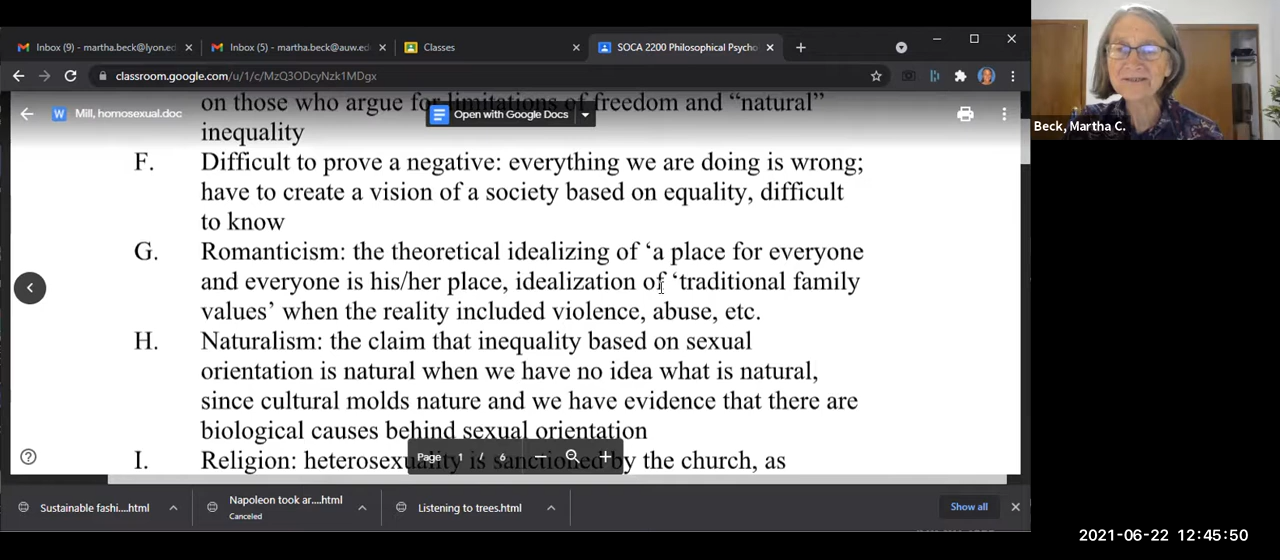 Inbox (9) - martha.beck@lyon.ed
Inbox (5) - martha.beck@auw.ed
Classes
SOCA 2200 Philosophical Psycho
classroom.google.com/u/1/c/MzQ3ODcyNzk1MDgx
Mill, homosexual.doc
Open with Google Docs
on those who argue for limitations of freedom and “natural”
inequality
F. Difficult to prove a negative: everything we are doing is wrong;
have to create a vision of a society based on equality, difficult
to know
G. Romanticism: the theoretical idealizing of ‘a place for everyone
and everyone is his/her place, idealization of ‘traditional family
values’ when the reality included violence, abuse, etc.
H. Naturalism: the claim that inequality based on sexual
orientation is natural when we have no idea what is natural,
since cultural molds nature and we have evidence that there are
biological causes behind sexual orientation
I. Religion: heterosexuality is sanctioned by the church, as
Page 1 / 6
Sustainable fashi....html
Napoleon took ar....html
Canceled
Listening to trees.html
Show all
Beck, Martha C.
2021-06-22 12:45:50